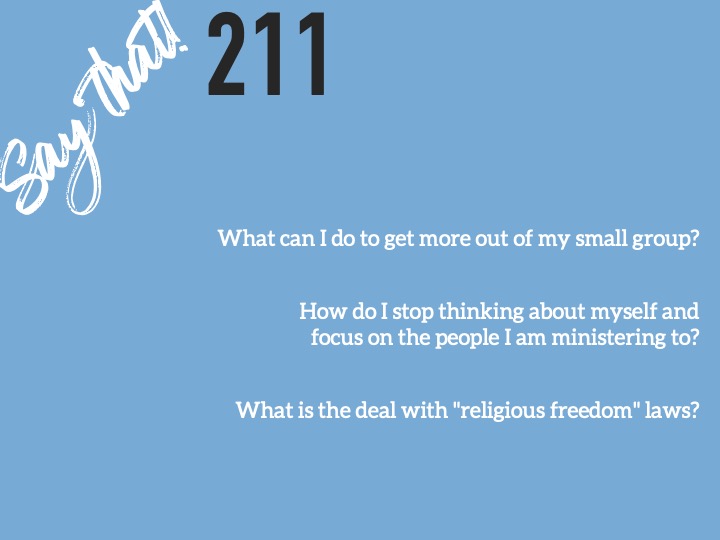 Say that!
211
What can I do to get more out of my small group?
How do I stop thinking about myself and
focus on the people I am ministering to?
What is the deal with "religious freedom" laws?